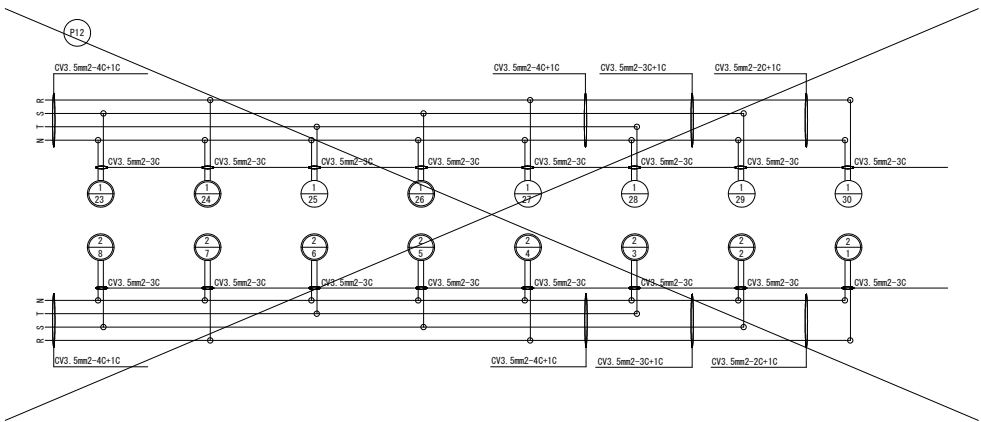 P12
CV3.5mm2-4C+1C CV3.5mm2-4C+1C CV3.5mm2-3C+1C CV3.5mm2-2C+1C
R
S
T
N
CV3.5mm2-3C CV3.5mm2-3C CV3.5mm2-3C CV3.5mm2-3C CV3.5mm2-3C CV3.5mm2-3C CV3.5mm2-3C CV3.5mm2-3C
1 1 1 1 1 1 1 1
23 24 25 26 27 28 29 30
2 2 2 2 2 2 2 2
8 7 6 5 4 3 2 1
CV3.5mm2-3C CV3.5mm2-3C CV3.5mm2-3C CV3.5mm2-3C CV3.5mm2-3C CV3.5mm2-3C CV3.5mm2-3C CV3.5mm2-3C
N
T
S
R
CV3.5mm2-4C+1C CV3.5mm2-4C+1C CV3.5mm2-3C+1C CV3.5mm2-2C+1C